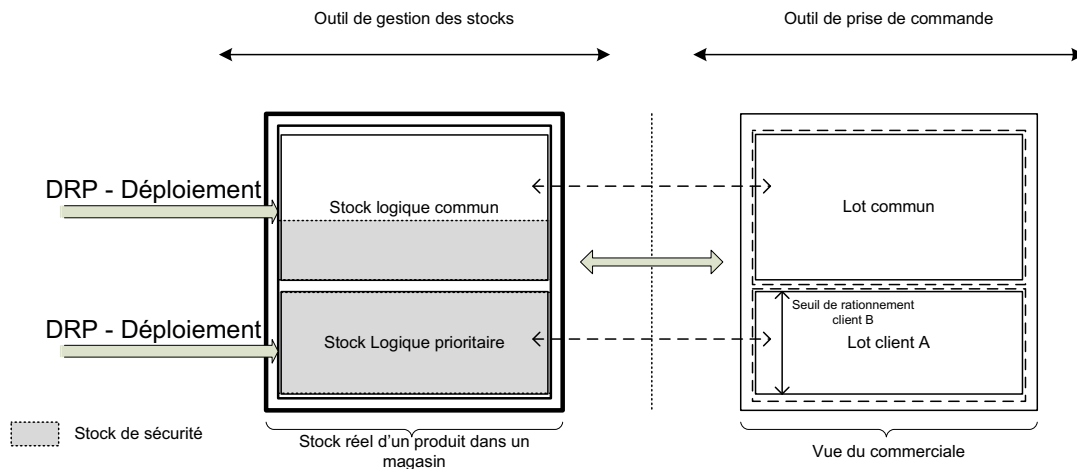 Outil de gestion des stocks
Outil de prise de commande
DRP - Déploiement
Stock logique commun
Lot commun
DRP - Déploiement
Stock Logique prioritaire
Seuil de rationnement
client B
Lot client A
Stock de sécurité
Stock réel d'un produit dans un
magasin
Vue du commerciale